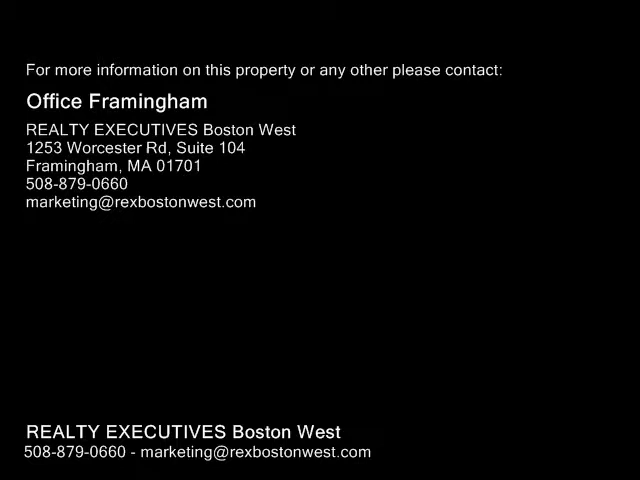 For more information on this property or any other please contact:
Office Framingham
REALTY EXECUTIVES Boston West
1253 Worcester Rd, Suite 104
Framingham, MA 01701
508-879-0660
marketing@rexbostonwest.com
REALTY EXECUTIVES Boston West
508-879-0660 - marketing@rexbostonwest.com